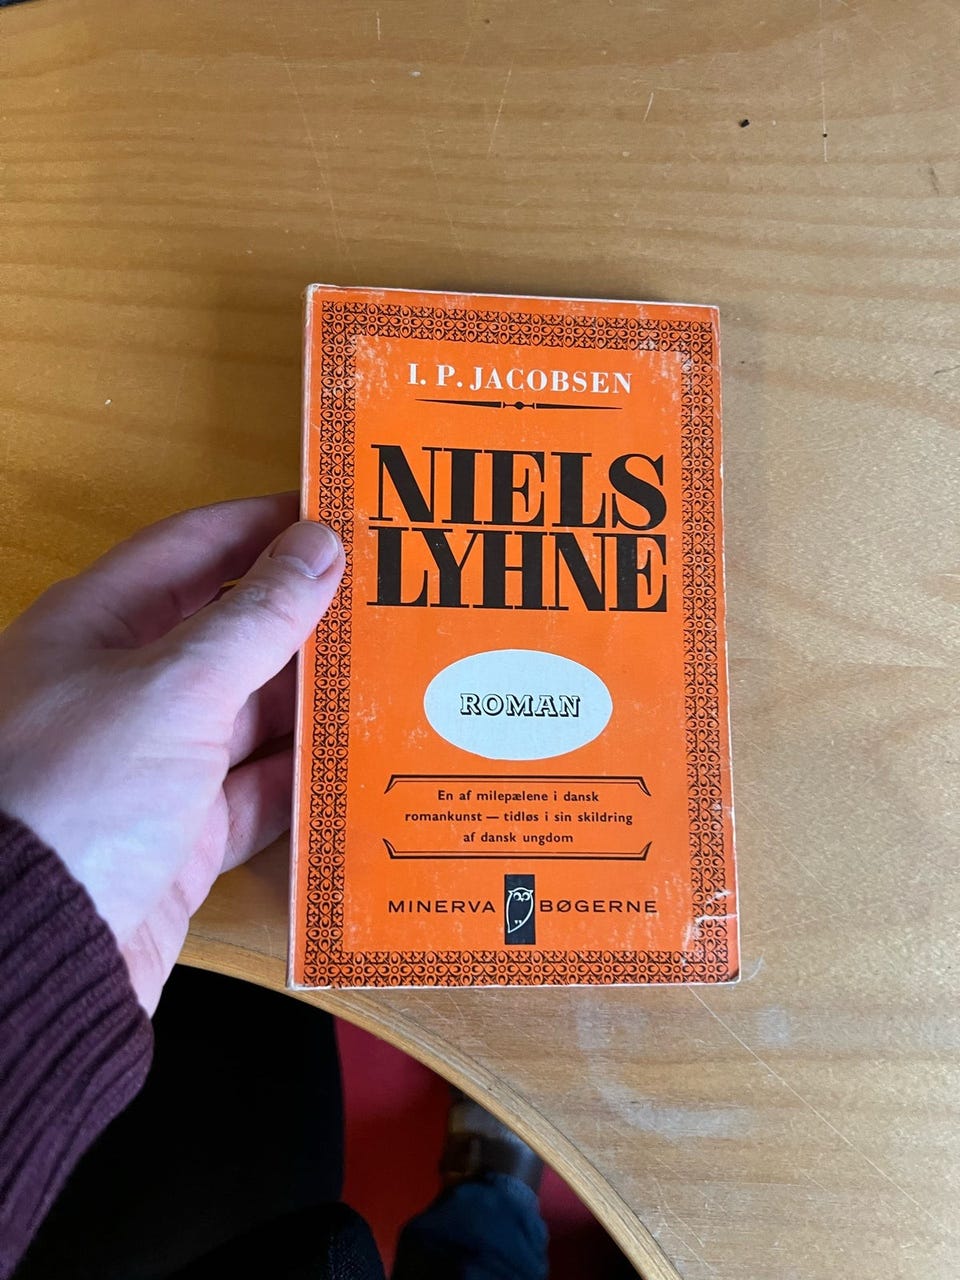 I. P. JACOBSEN
NIELS
LYHNE
ROMAN
En af milepælene i dansk
romankunst — tidløs i sin skildring
af dansk ungdom
MINERVA BØGERNE